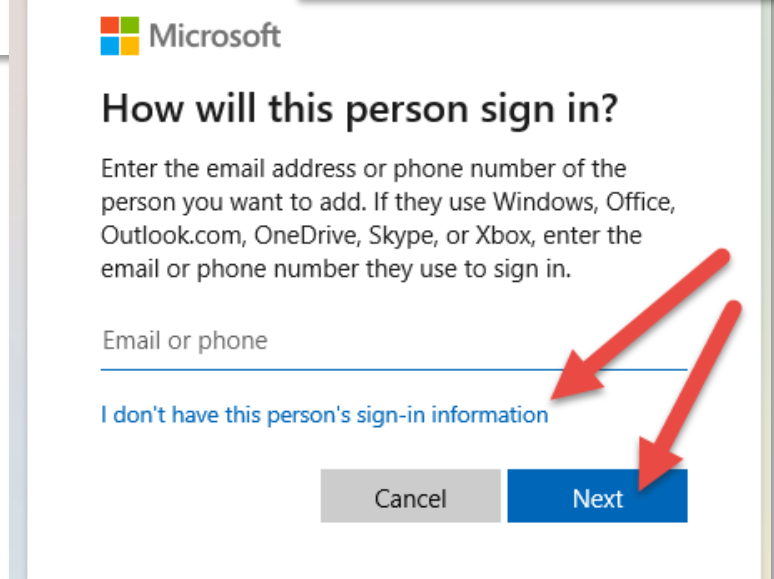 Microsoft
How will this person sign in?
Enter the email address or phone number of the
person you want to add. If they use Windows, Office,
Outlook.com, OneDrive, Skype, or Xbox, enter the
email or phone number they use to sign in.
Email or phone
I don't have this person's sign-in information
Cancel
Next